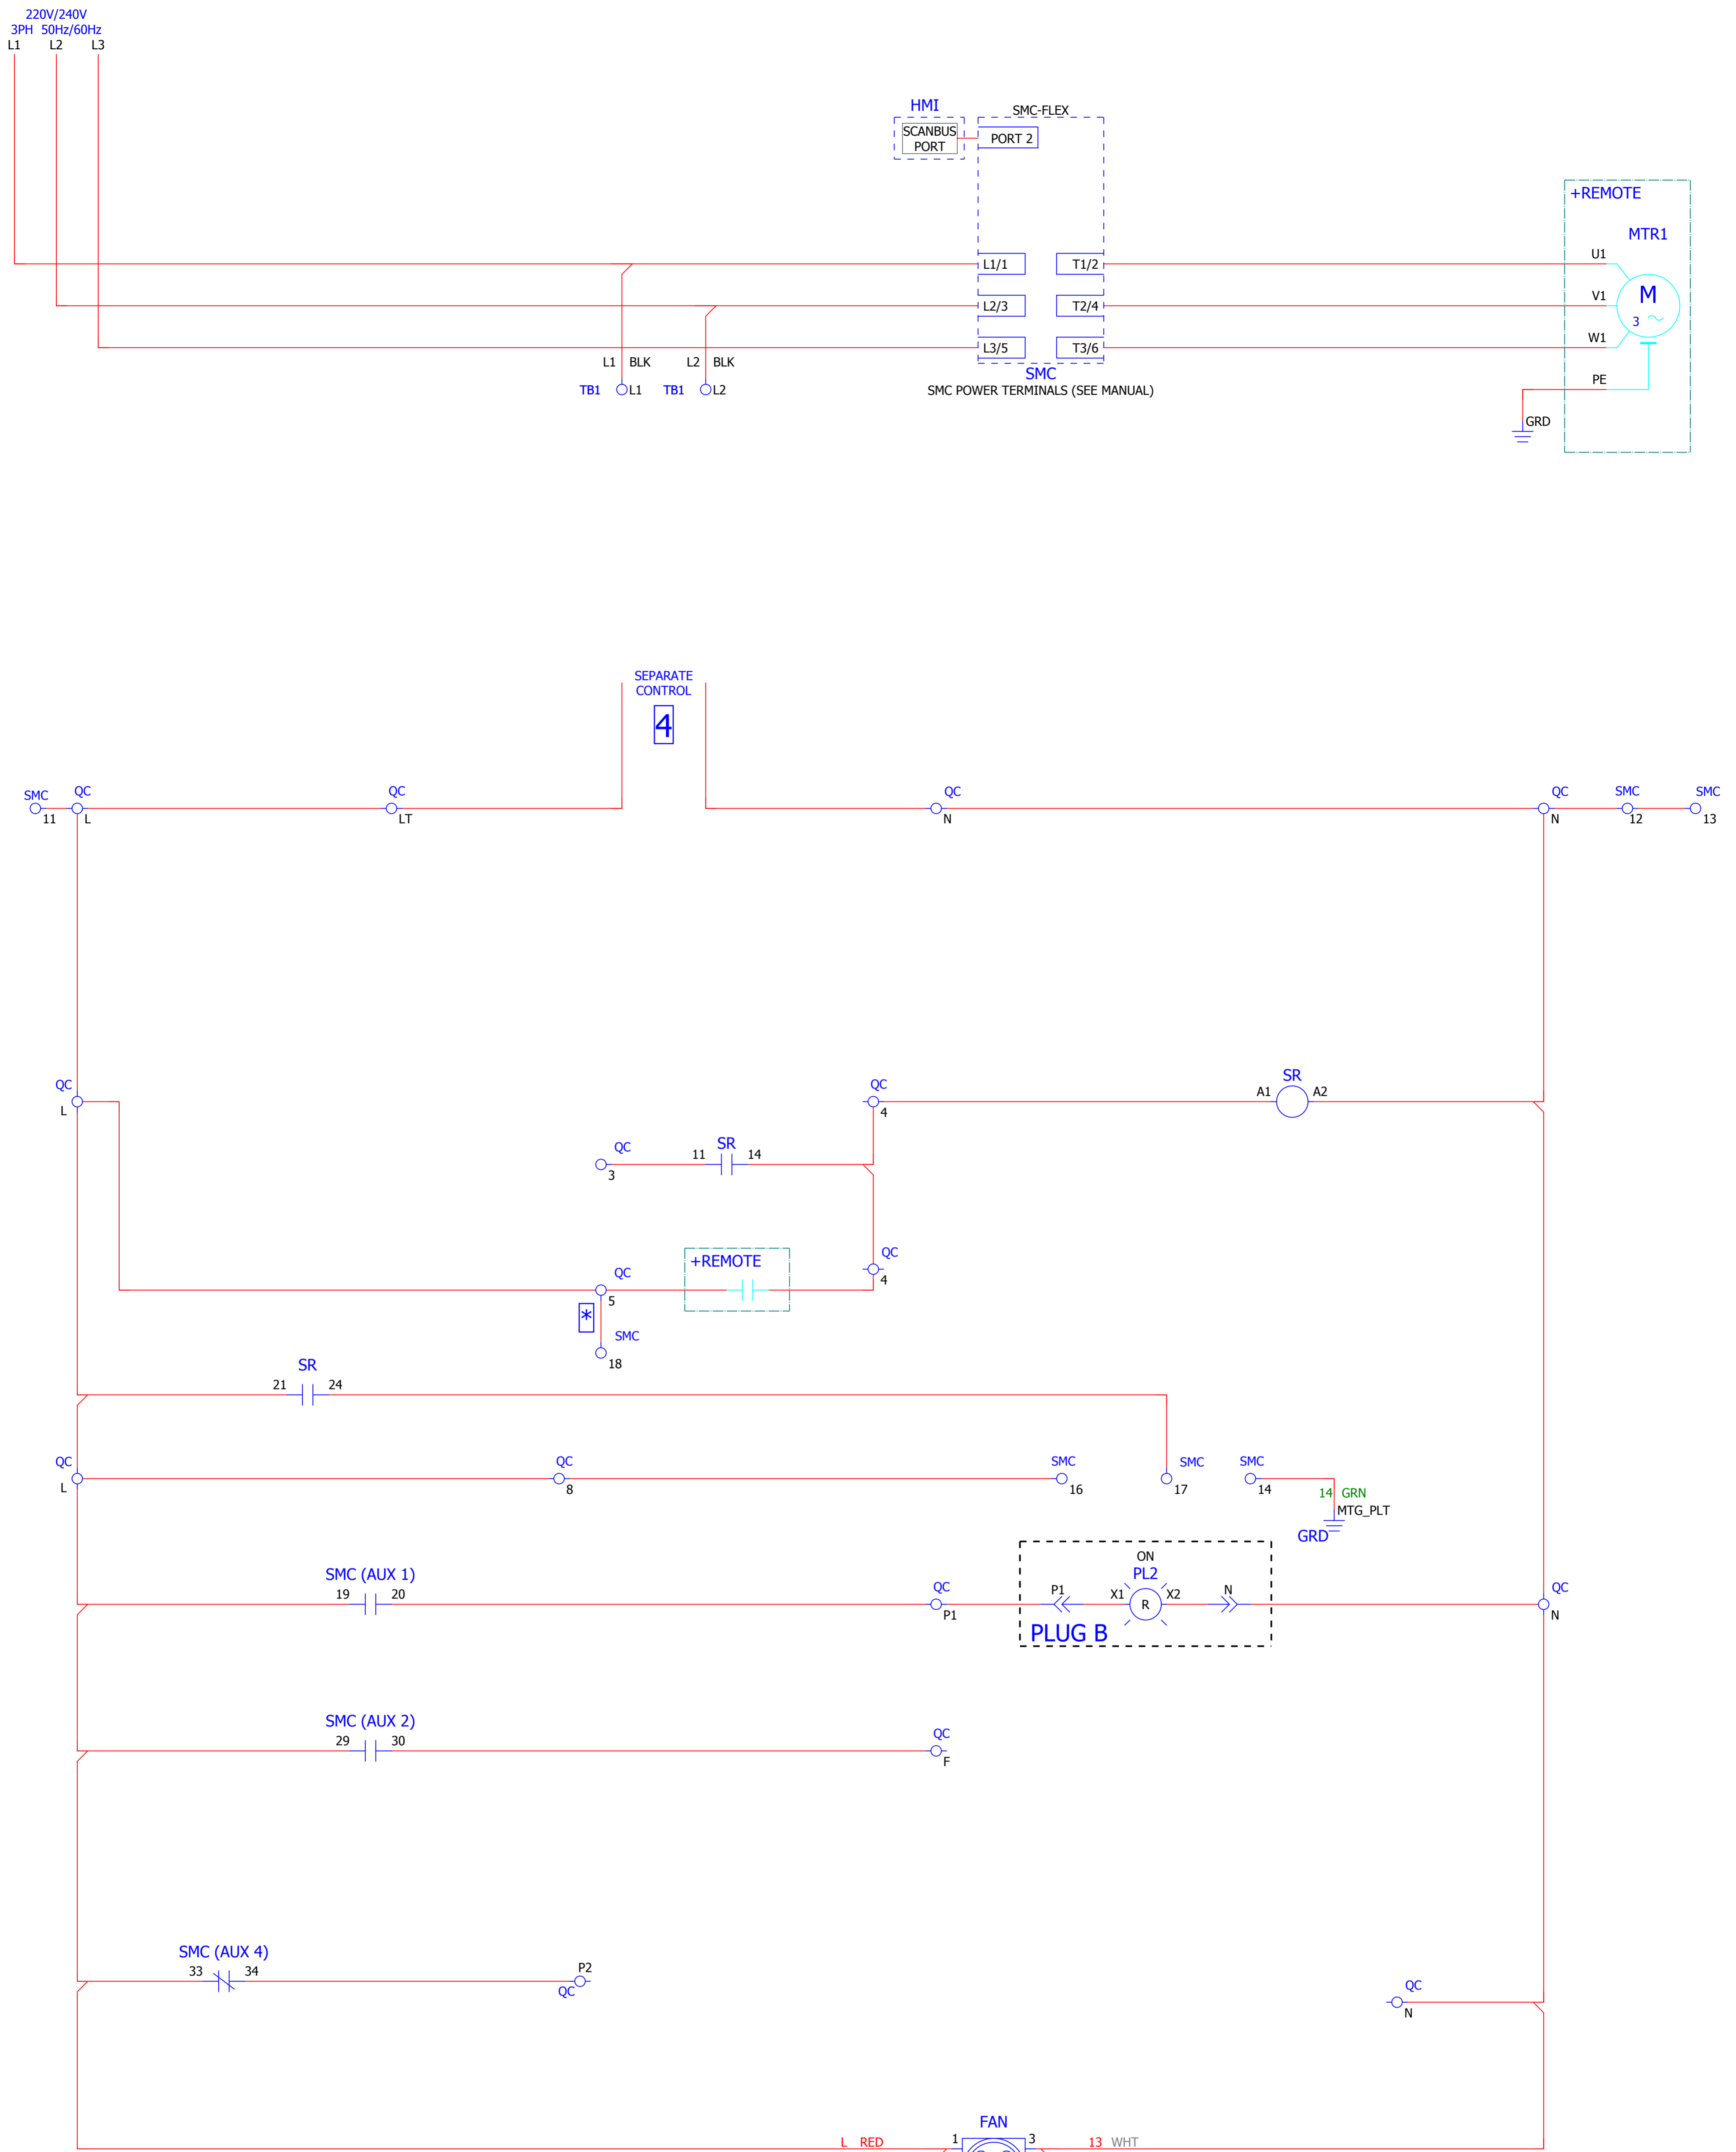 220V/240V
3PH 50Hz/60Hz
L1 L2 L3
HMI
SCANBUS
PORT
SMC-FLEX
PORT 2
+REMOTE
MTR1
L1/1 T1/2 U1
L2/3 T2/4 V1
M
3
L3/5 T3/6 W1
L1 BLK L2 BLK
SMC
SMC POWER TERMINALS (SEE MANUAL)
TB1 L1 TB1 L2
PE
GRD
SEPARATE
CONTROL
4
SMC QC QC QC QC SMC SMC
11 L LT N N 12 13
QC QC SR
L 4 A1 A2
QC SR
3 11 14
QC +REMOTE QC
5 4
*
SMC
18
SR
21 24
QC QC SMC SMC SMC
L 8 16 17 14
14 GRN
MTG_PLT
GRD
ON
SMC (AUX 1) PL2
19 20 QC P1 X1 R X2 N QC
P1 N
PLUG B
SMC (AUX 2)
29 30 QC
F
SMC (AUX 4)
33 34 P2
QC
QC
N
FAN
L RED 1 3 13 WHT